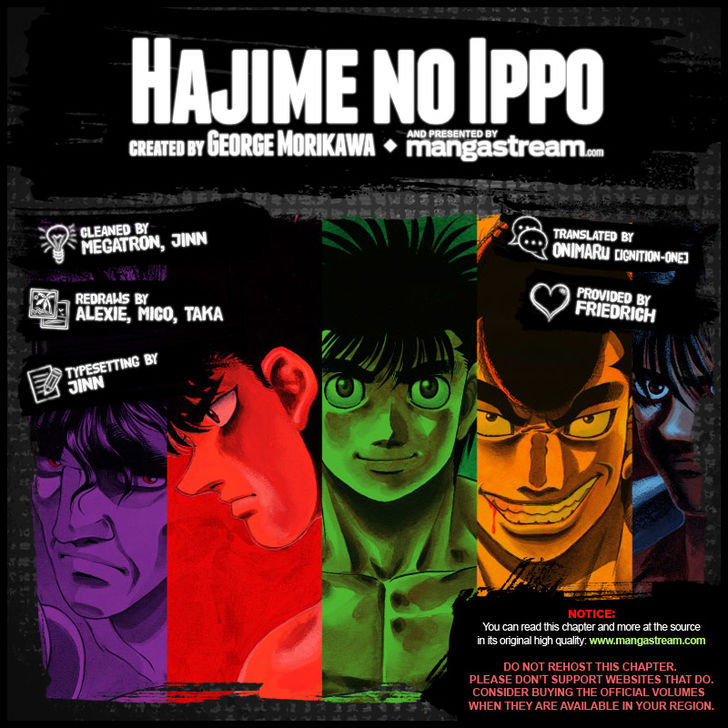 HAJIME NO IPPO
CREATED BY GEORGE MORIKAWA ◆ AND PRESENTED BY mangastream.com
CLEANED BY
MEGATRON, JINN
REDRAWS BY
ALEXIE, MICO, TAKA
TYPESETTING BY
JINN
TRANSLATED BY
ONIMARU [IGNITION-ONE]
PROVIDED BY
FRIEDRICH
NOTICE:
You can read this chapter and more at the source
in its original high quality: www.mangastream.com
DO NOT REHOST THIS CHAPTER.
PLEASE DON'T SUPPORT WEBSITES THAT DO.
CONSIDER BUYING THE OFFICIAL VOLUMES
WHEN THEY ARE AVAILABLE IN YOUR REGION.